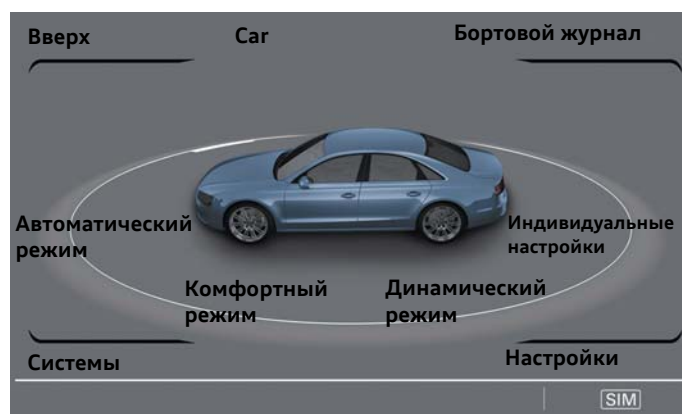 Вверх
Car
Бортовой журнал
Автоматический
режим
Комфортный
режим
Динамический
режим
Индивидуальные
настройки
Системы
Настройки
SIM